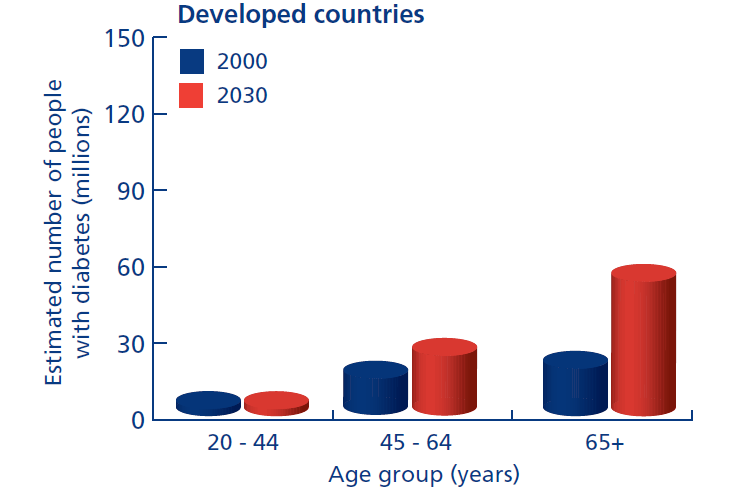 Developed countries
150
120
90
60
30
0
2000
2030
Estimated number of people
with diabetes (millions)
20 - 44
45 - 64
65+
Age group (years)